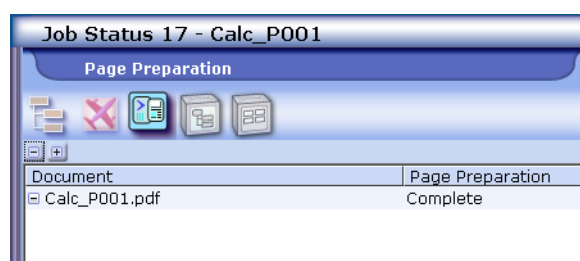 Job Status 17 - Calc_P001
Page Preparation
Document Page Preparation
Calc_P001.pdf Complete